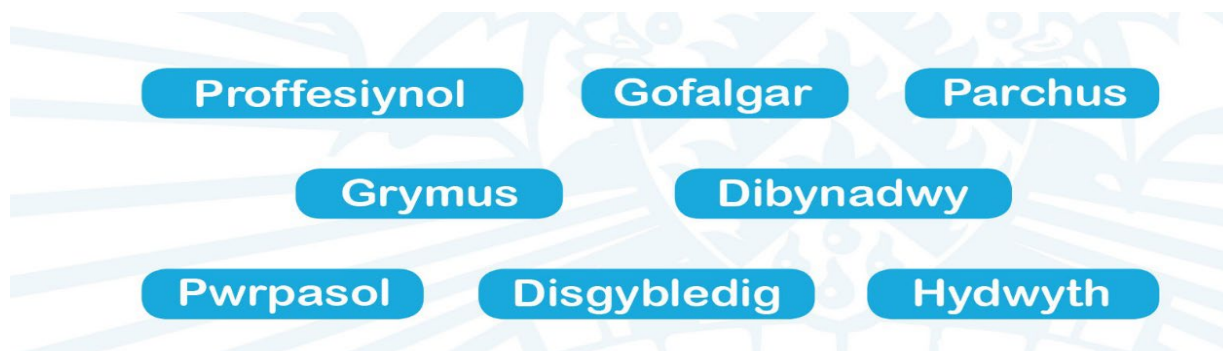 Proffesiynol Gofalgar Parchus
Grymus Dibynadwy
Pwrpasol Disgybledig Hydwyth